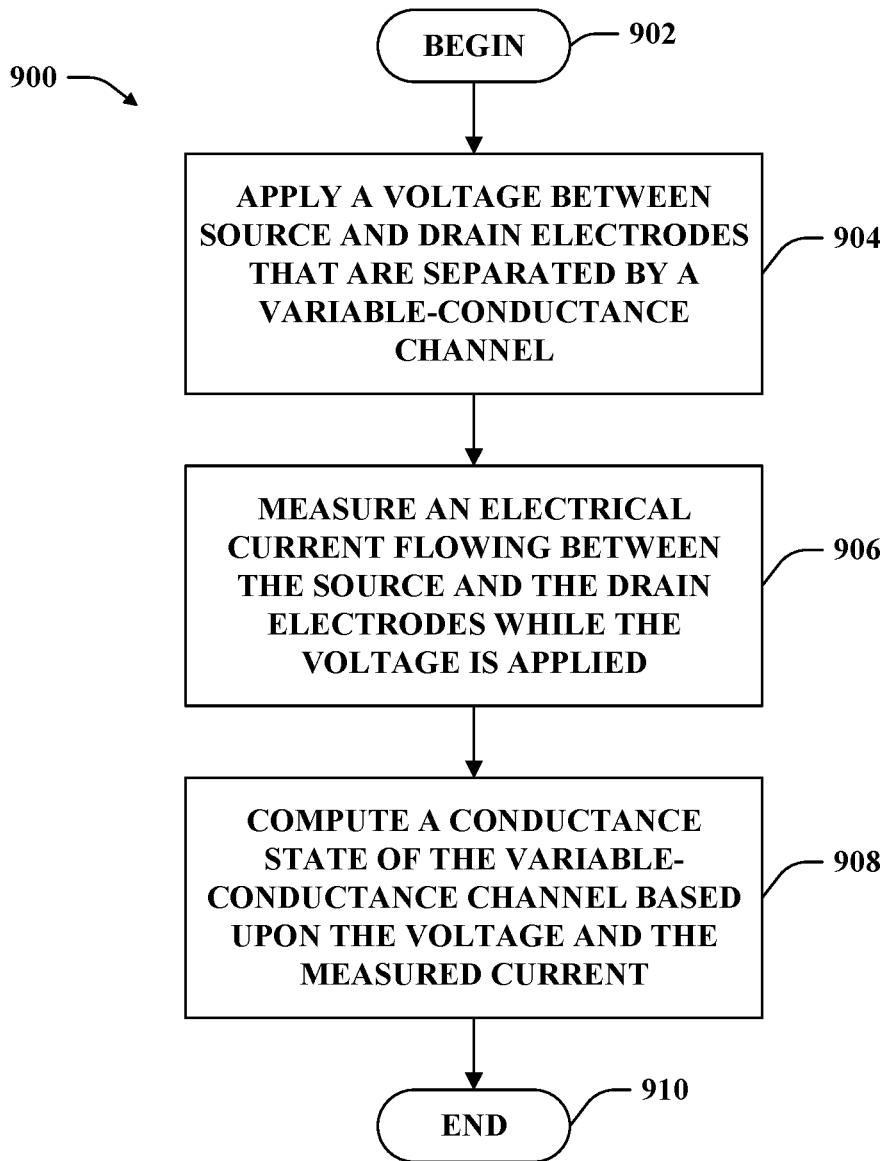 BEGIN
902
900
APPLY A VOLTAGE BETWEEN
SOURCE AND DRAIN ELECTRODES
THAT ARE SEPARATED BY A
VARIABLE-CONDUCTANCE
CHANNEL
904
MEASURE AN ELECTRICAL
CURRENT FLOWING BETWEEN
THE SOURCE AND THE DRAIN
ELECTRODES WHILE THE
VOLTAGE IS APPLIED
906
COMPUTE A CONDUCTANCE
STATE OF THE VARIABLE-
CONDUCTANCE CHANNEL BASED
UPON THE VOLTAGE AND THE
MEASURED CURRENT
908
END
910